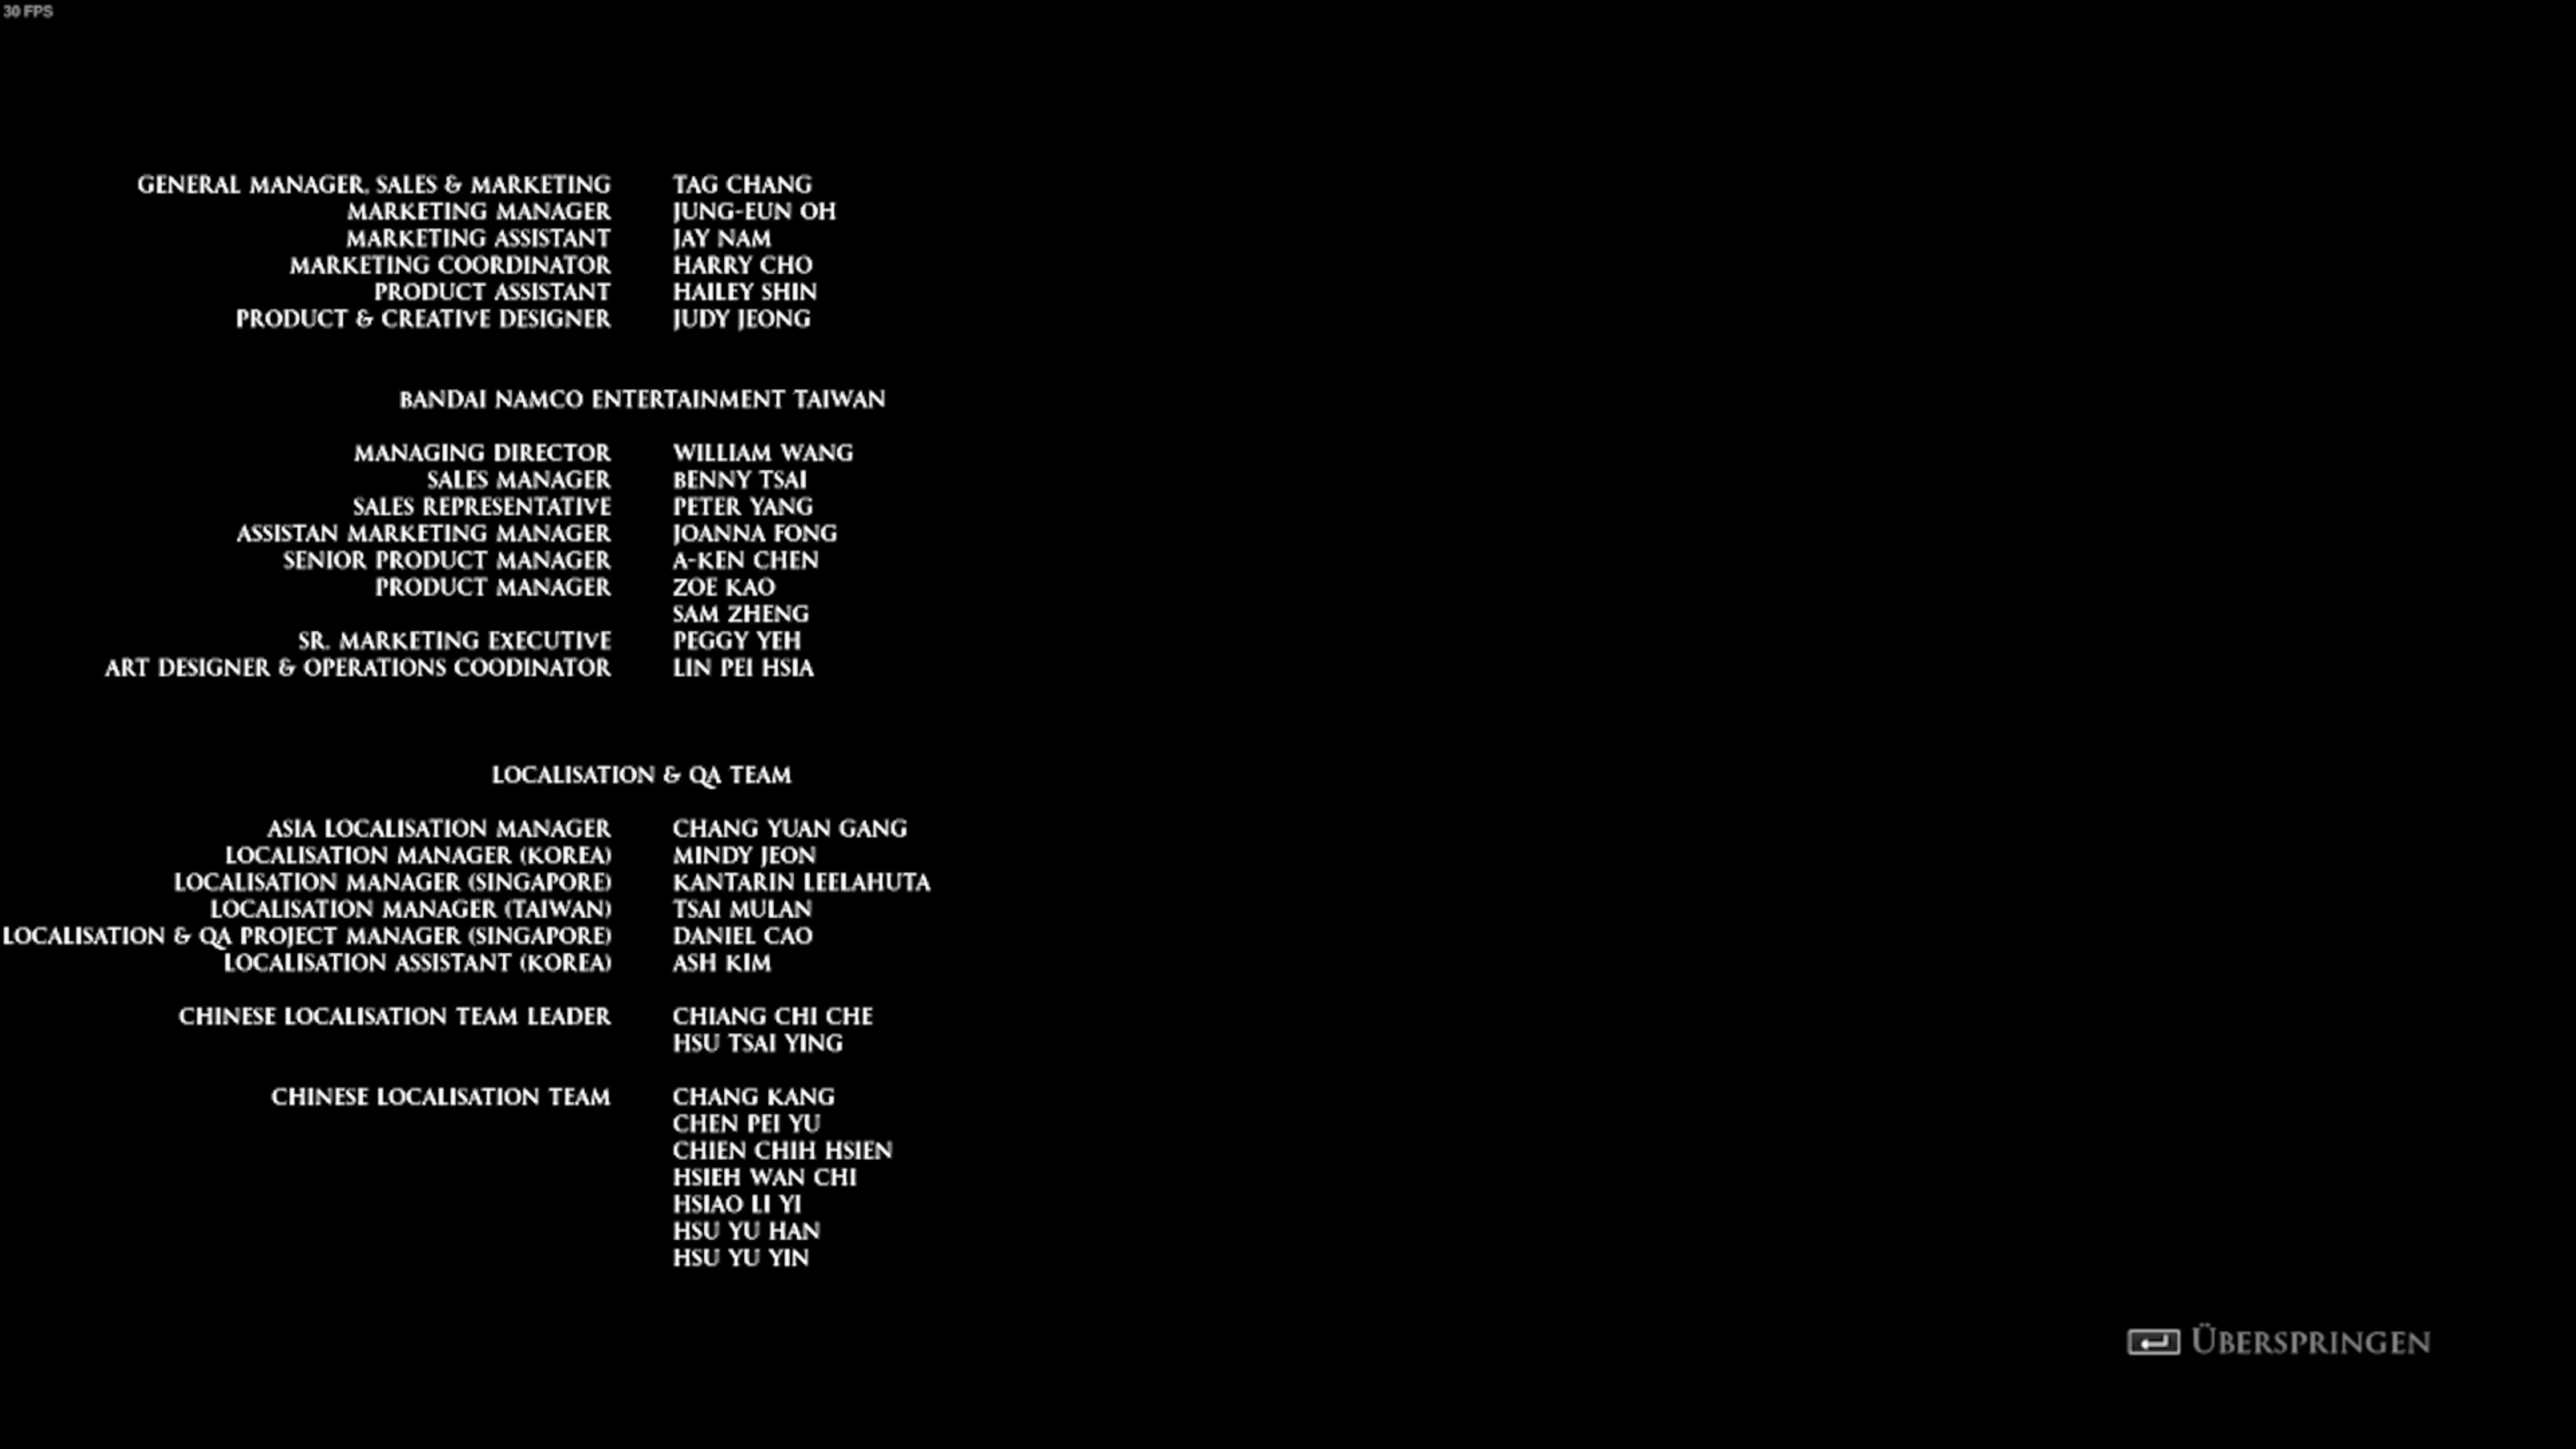 30 FPS
GENERAL MANAGER, SALES & MARKETING TAG CHANG
MARKETING MANAGER JUNG-EUN OH
MARKETING ASSISTANT JAY NAM
MARKETING COORDINATOR HARRY CHO
PRODUCT ASSISTANT HAILEY SHIN
PRODUCT & CREATIVE DESIGNER JUDY JEONG
BANDAI NAMCO ENTERTAINMENT TAIWAN
MANAGING DIRECTOR WILLIAM WANG
SALES MANAGER BENNY TSAI
SALES REPRESENTATIVE PETER YANG
ASSISTAN MARKETING MANAGER JOANNA FONG
SENIOR PRODUCT MANAGER A-KEN CHEN
PRODUCT MANAGER ZOE KAO
SAM ZHENG
SR. MARKETING EXECUTIVE PEGGY YEH
ART DESIGNER & OPERATIONS COODINATOR LIN PEI HSIA
LOCALISATION & QA TEAM
ASIA LOCALISATION MANAGER CHANG YUAN GANG
LOCALISATION MANAGER (KOREA) MINDY JEON
LOCALISATION MANAGER (SINGAPORE) KANTARIN LEELAHUTA
LOCALISATION MANAGER (TAIWAN) TSAI MULAN
LOCALISATION & QA PROJECT MANAGER (SINGAPORE) DANIEL CAO
LOCALISATION ASSISTANT (KOREA) ASH KIM
CHINESE LOCALISATION TEAM LEADER CHIANG CHI CHE
HSU TSAI YING
CHINESE LOCALISATION TEAM CHANG KANG
CHEN PEI YU
CHIEN CHIH HSIEN
HSIEH WAN CHI
HSIAO LI YI
HSU YU HAN
HSU YU YIN
ÜBERSPRINGEN